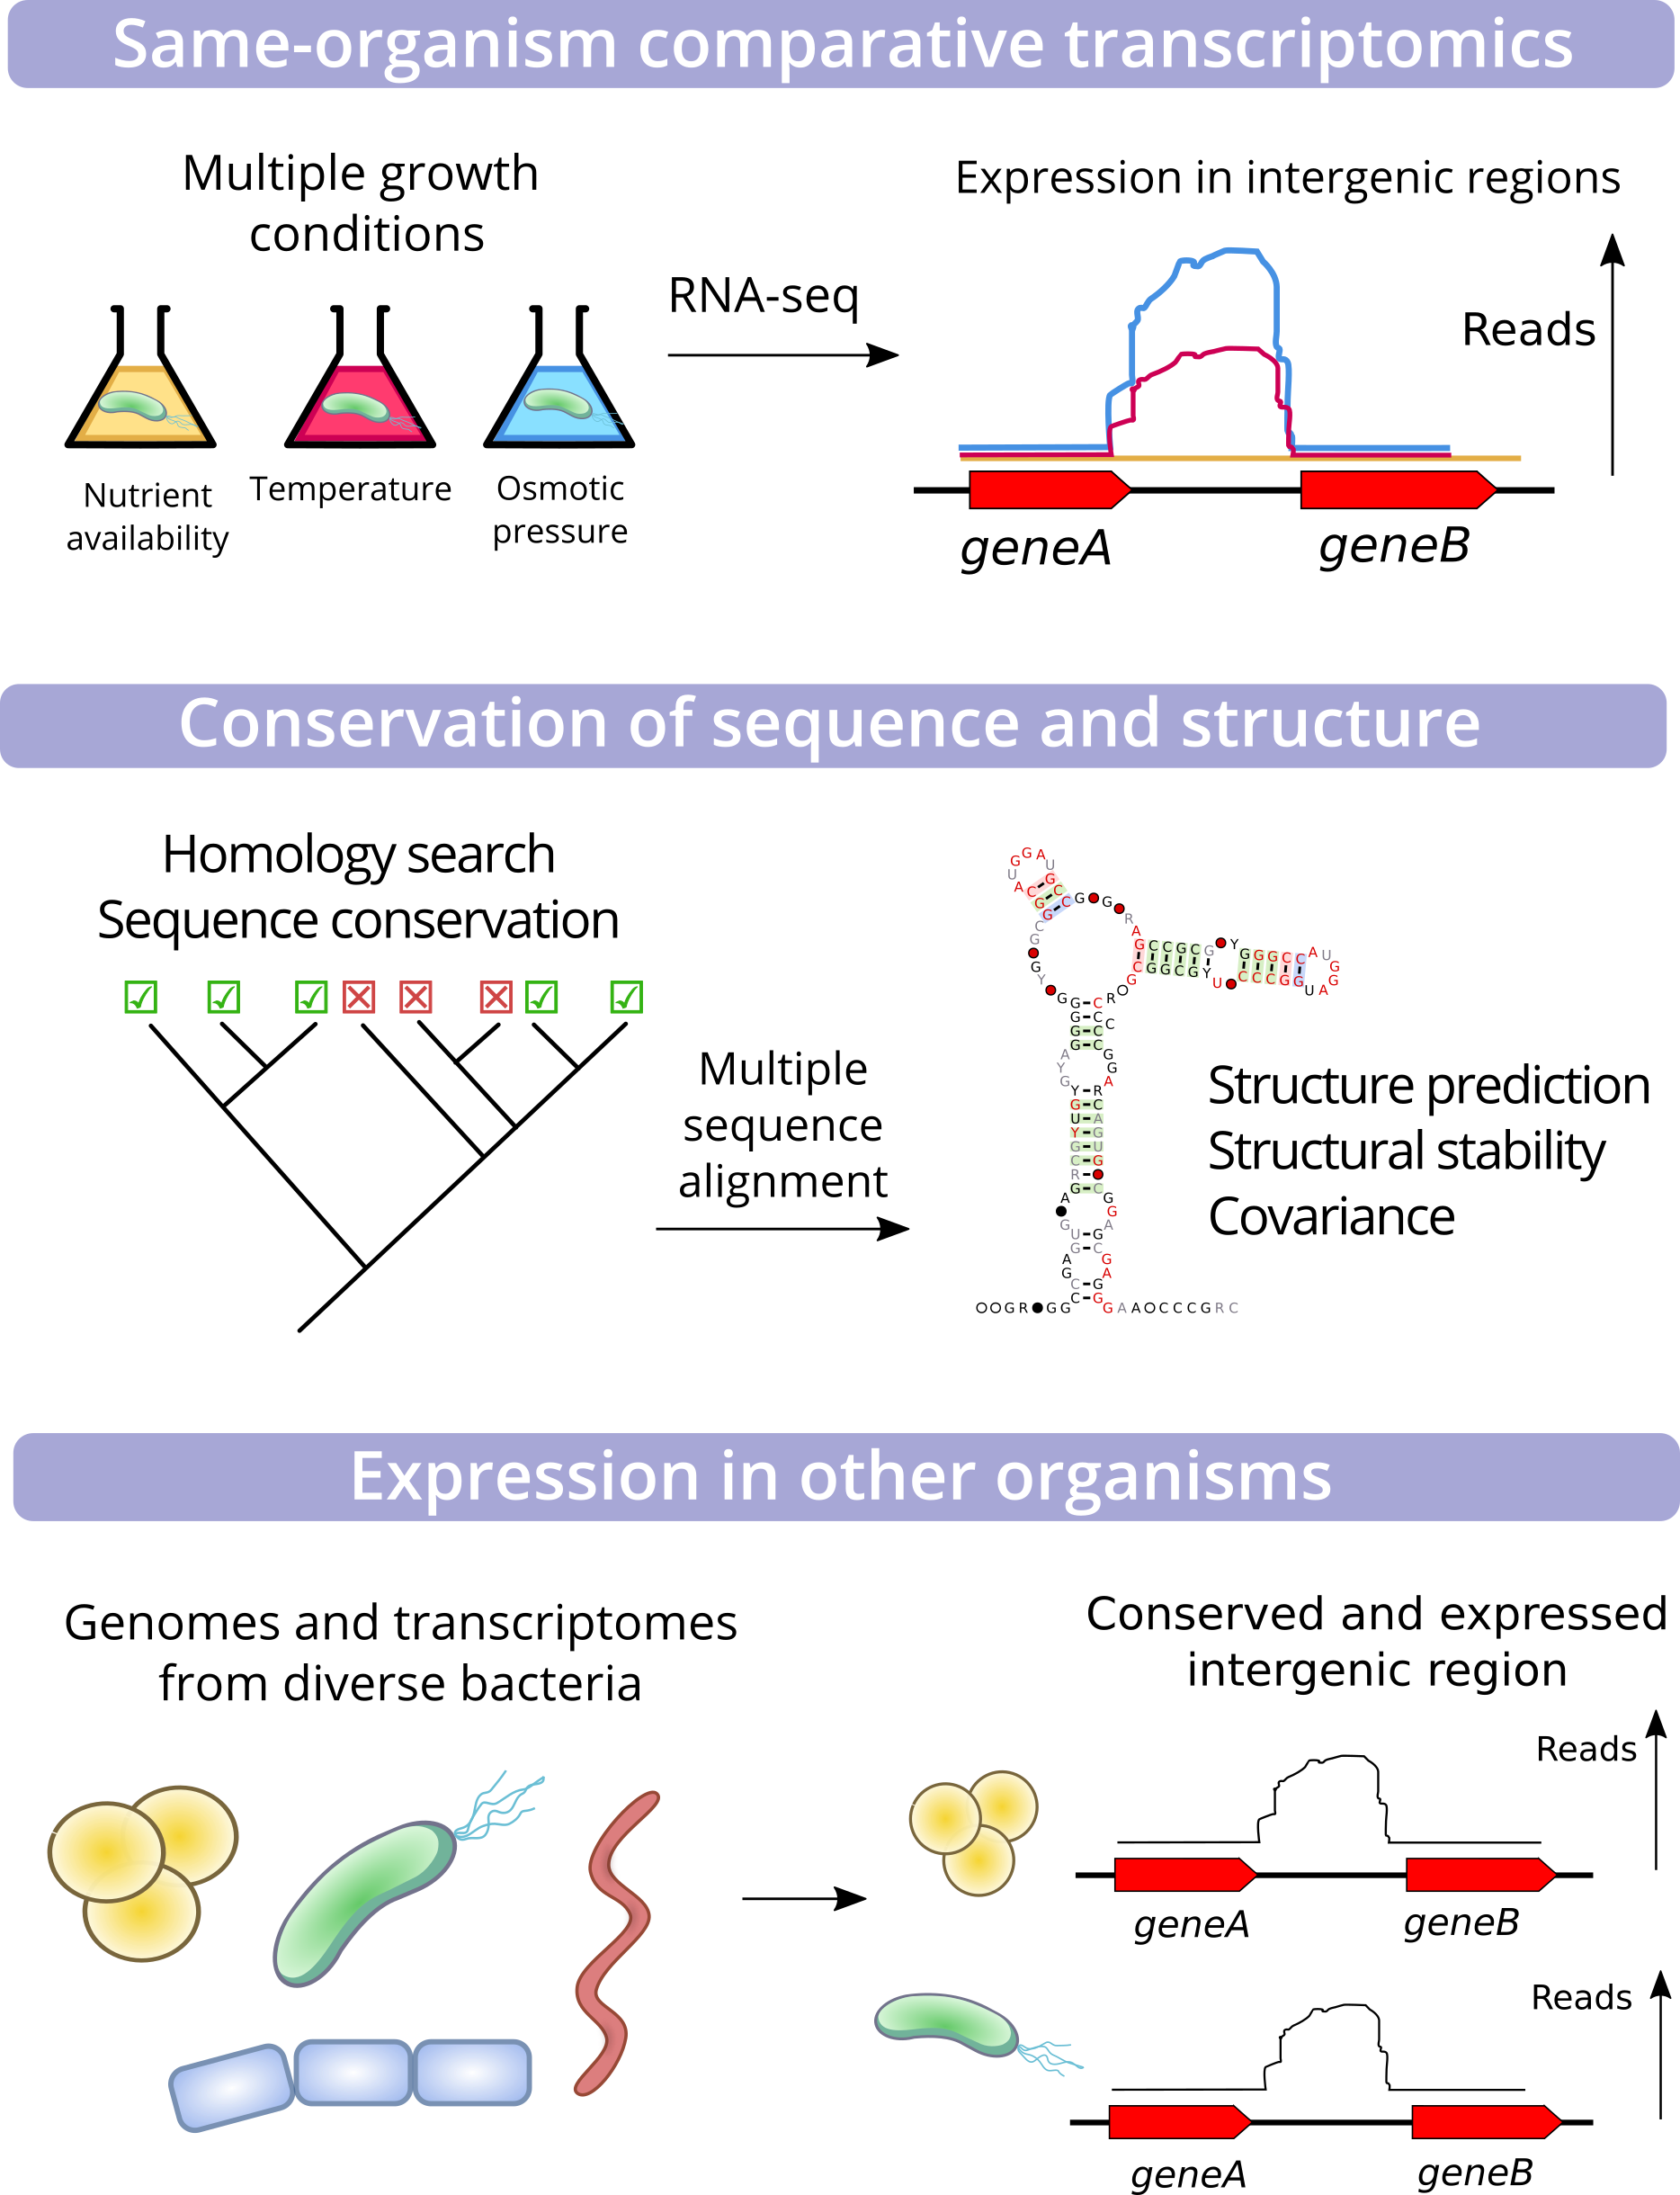 Same-organism comparative transcriptomics
Multiple growth
conditions
Expression in intergenic regions
RNA-seq
Reads
Nutrient
availability
Temperature
Osmotic
pressure
geneA
geneB
Conservation of sequence and structure
Homology search
Sequence conservation
Multiple
sequence
alignment
Structure prediction
Structural stability
Covariance
Expression in other organisms
Genomes and transcriptomes
from diverse bacteria
Conserved and expressed
intergenic region
Reads
geneA
geneB
Reads
geneA
geneB